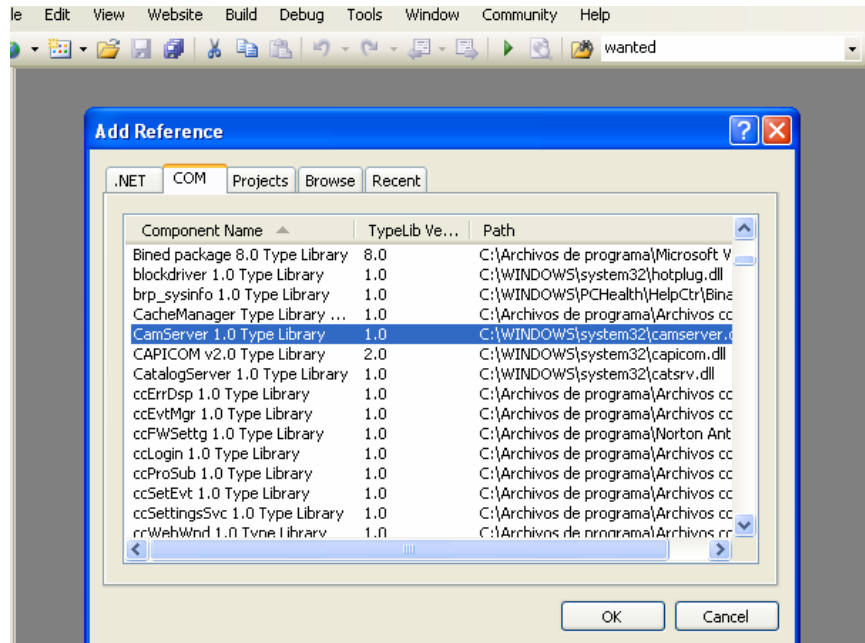 le Edit View Website Build Debug Tools Window Community Help
wanted
Add Reference
.NET COM Projects Browse Recent
Component Name TypeLib Ve... Path
Bined package 8.0 Type Library 8.0 C:\Archivos de programa\Microsoft V
blockdriver 1.0 Type Library 1.0 C:\WINDOWS\system32\hotplug.dll
brp_sysinfo 1.0 Type Library 1.0 C:\WINDOWS\PCHealth\HelpCtr\Bina
CacheManager Type Library ... 1.0 C:\Archivos de programa\Archivos cc
CamServer 1.0 Type Library 1.0 C:\WINDOWS\system32\camserver.c
CAPICOM v2.0 Type Library 2.0 C:\WINDOWS\system32\capicom.dll
CatalogServer 1.0 Type Library 1.0 C:\WINDOWS\system32\catsrv.dll
ccErrDsp 1.0 Type Library 1.0 C:\Archivos de programa\Archivos cc
ccEvtMgr 1.0 Type Library 1.0 C:\Archivos de programa\Archivos cc
ccFWSettg 1.0 Type Library 1.0 C:\Archivos de programa\Norton Ant
ccLogin 1.0 Type Library 1.0 C:\Archivos de programa\Archivos cc
ccProSub 1.0 Type Library 1.0 C:\Archivos de programa\Archivos cc
ccSetEvt 1.0 Type Library 1.0 C:\Archivos de programa\Archivos cc
ccSettingsSvc 1.0 Type Library 1.0 C:\Archivos de programa\Archivos cc
ccWebWnd 1.0 Type Library 1.0 C:\Archivos de programa\Archivos cc
OK Cancel